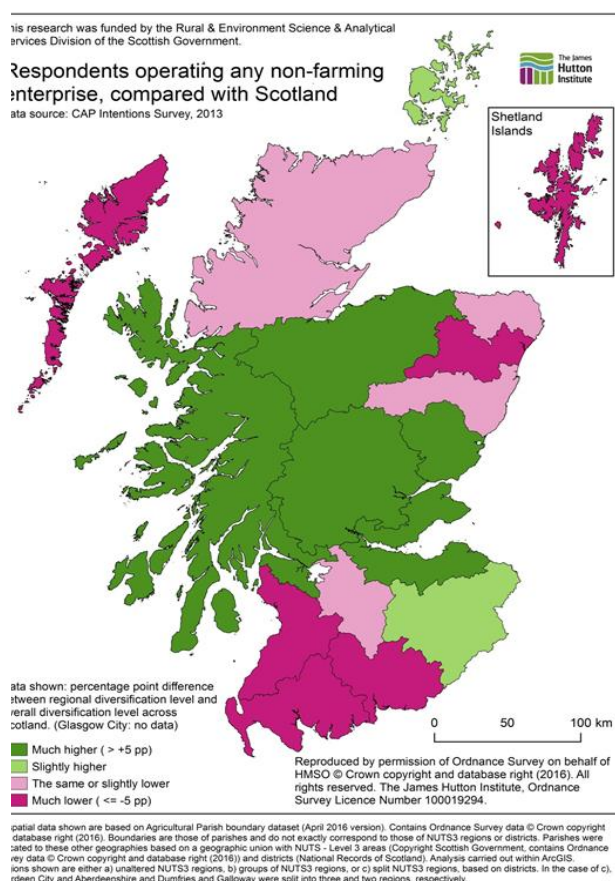 his research was funded by the Rural & Environment Science & Analytical
ervices Division of the Scottish Government.
Respondents operating any non-farming
enterprise, compared with Scotland
ata source: CAP Intentions Survey, 2013
The James
Hutton
Institute
Shetland
Islands
ata shown: percentage point difference
etween regional diversification level and
verall diversification level across
cotland. (Glasgow City: no data)
Much higher ( > +5 pp)
Slightly higher
The same or slightly lower
Much lower ( <= -5 pp)
0 50 100 km
Reproduced by permission of Ordnance Survey on behalf of
HMSO © Crown copyright and database right (2016). All
rights reserved. The James Hutton Institute, Ordnance
Survey Licence Number 100019294.
patial data shown are based on Agricultural Parish boundary dataset (April 2016 version). Contains Ordnance Survey data © Crown copyright
database right (2016). Boundaries are those of parishes and do not exactly correspond to those of NUTS3 regions or districts. Parishes were
cated to these other geographies based on a geographic union with NUTS - Level 3 areas (Copyright Scottish Government, contains Ordnance
vey data © Crown copyright and database right (2016)) and districts (National Records of Scotland). Analysis carried out within ArcGIS.
ions shown are either a) unaltered NUTS3 regions, b) groups of NUTS3 regions, or c) split NUTS3 regions, based on districts. In the case of c),
rdeen City and Aberdeenshire and Dumfries and Galloway were split into three and two regions, respectively.